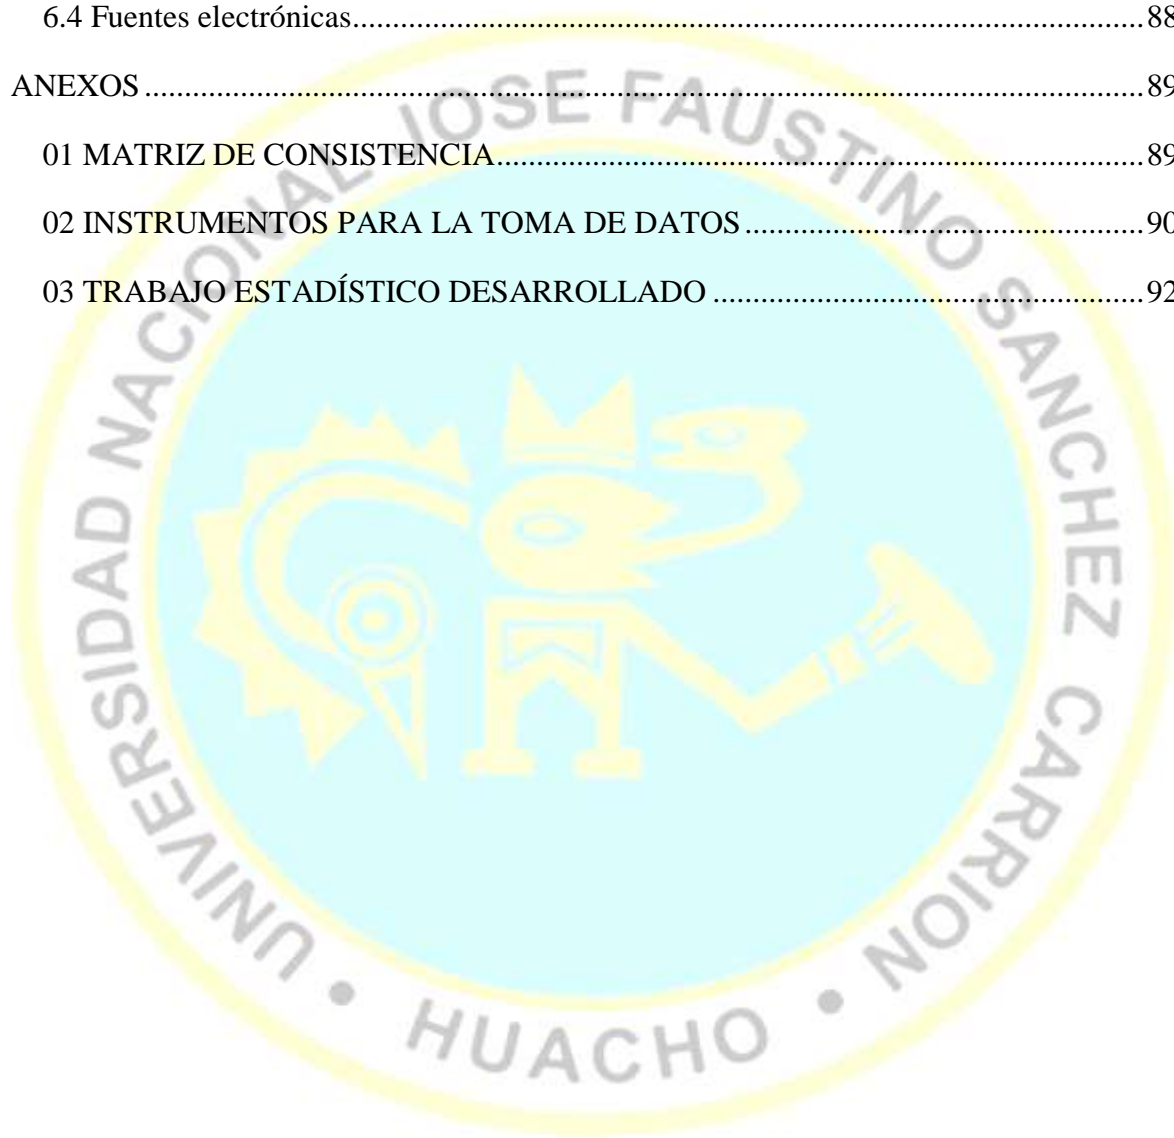 6.4 Fuentes electrónicas.......................................................................................................88
ANEXOS.............................................................................................................................89
01 MATRIZ DE CONSISTENCIA.................................................................................89
02 INSTRUMENTOS PARA LA TOMA DE DATOS...................................................90
03 TRABAJO ESTADÍSTICO DESARROLLADO.......................................................92
UNIVERSIDAD NACIONAL JOSE FAUSTINO SANCHEZ CARRION • HUACHO •